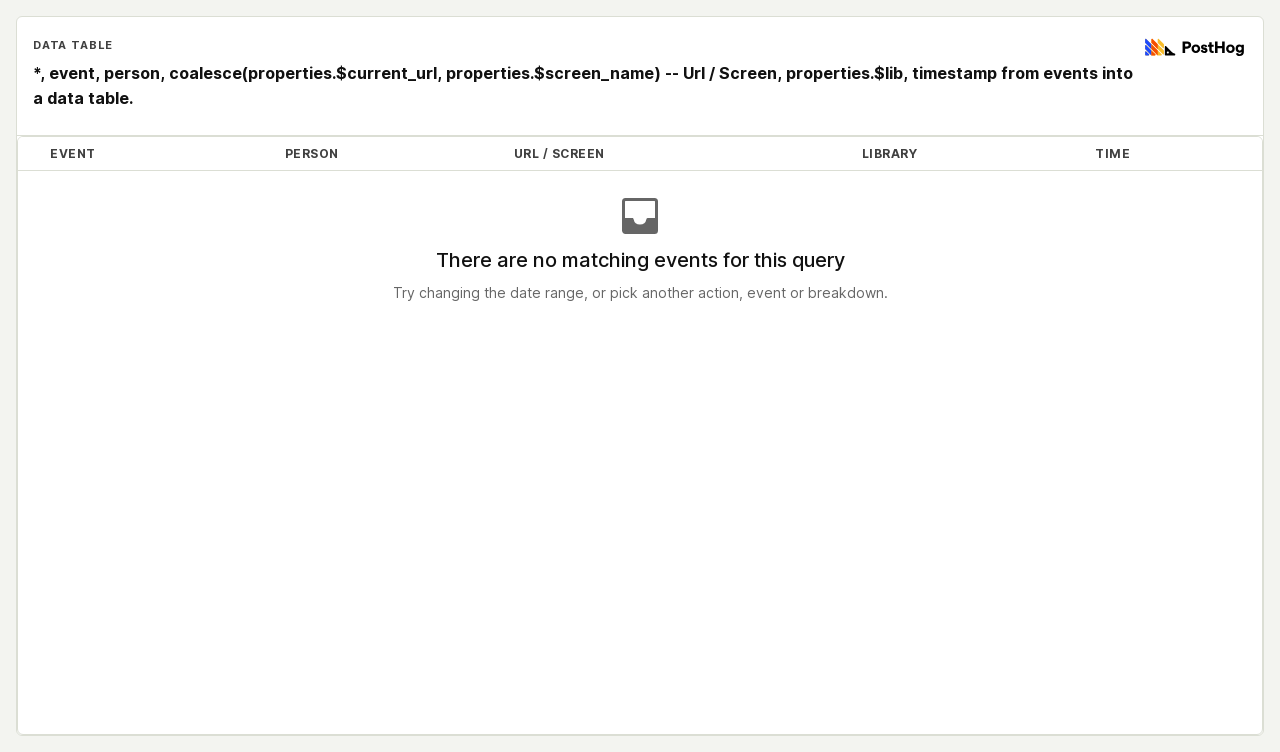 DATA TABLE
PostHog
*, event, person, coalesce(properties.$current_url, properties.$screen_name) -- Url / Screen, properties.$lib, timestamp from events into
a data table.
EVENT PERSON URL / SCREEN LIBRARY TIME
There are no matching events for this query
Try changing the date range, or pick another action, event or breakdown.